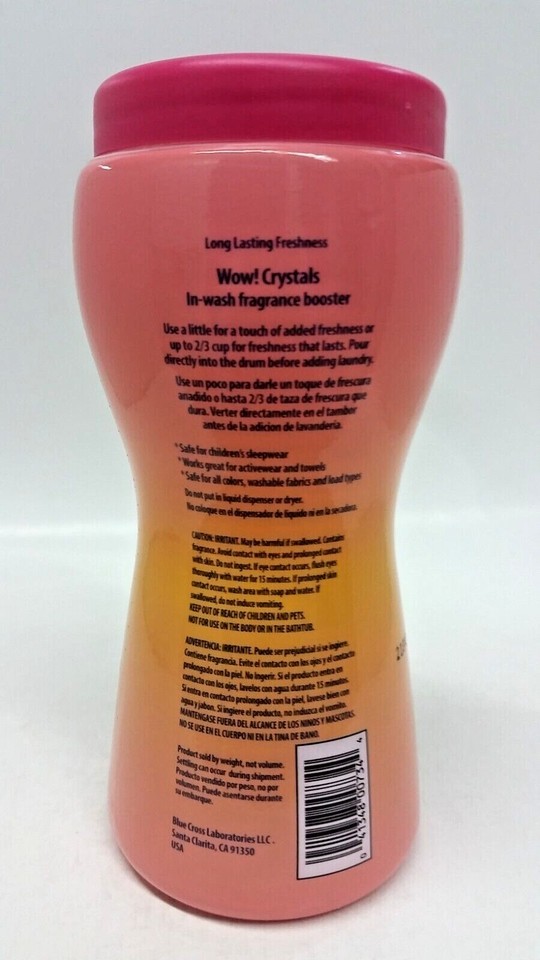 Long Lasting Freshness
Wow! Crystals
In-wash fragrance booster
Use a little for a touch of added freshness or
up to 2/3 cup for freshness that lasts. Pour
directly into the drum before adding laundry.
Use un poco para darle un toque de frescura
anadido o hasta 2/3 de taza de frescura que
dura. Verter directamente en el tambor
antes de la adicion de lavanderia.
* Safe for children's sleepwear
* Works great for activewear and towels
* Safe for all colors, washable fabrics and load types
Do not put in liquid dispenser or dryer.
No coloque en el dispensador de liquido ni en la secadora.
CAUTION: IRRITANT. May be harmful if swallowed. Contains
fragrance. Avoid contact with eyes and prolonged contact
with skin. Do not ingest. If eye contact occurs, flush eyes
thoroughly with water for 15 minutes. If prolonged skin
contact occurs, wash area with soap and water. If
swallowed, do not induce vomiting.
KEEP OUT OF REACH OF CHILDREN AND PETS.
NOT FOR USE ON THE BODY OR IN THE BATHTUB.
ADVERTENCIA: IRRITANTE. Puede ser prejudicial si se ingiere.
Contiene fragrancia. Evite el contacto con los ojos y el contacto
prolongado con la piel. No Ingerir. Si el producto entra en
contacto con los ojos, lavelos con agua durante 15 minutos.
Si entra en contacto prolongado con la piel, lavese bien con
agua y jabon. Si ingiere el producto, no induzca el vomito.
MANTENGASE FUERA DEL ALCANCE DE LOS NINOS Y MASCOTAS.
NO SE USE EN EL CUERPO NI EN LA TINA DE BANO.
Product sold by weight, not volume.
Settling can occur during shipment.
Producto vendido por peso, no por
volumen. Puede asentarse durante
su embarque.
Blue Cross Laboratories LLC.
Santa Clarita, CA 91350
USA
0 41348 00734 4